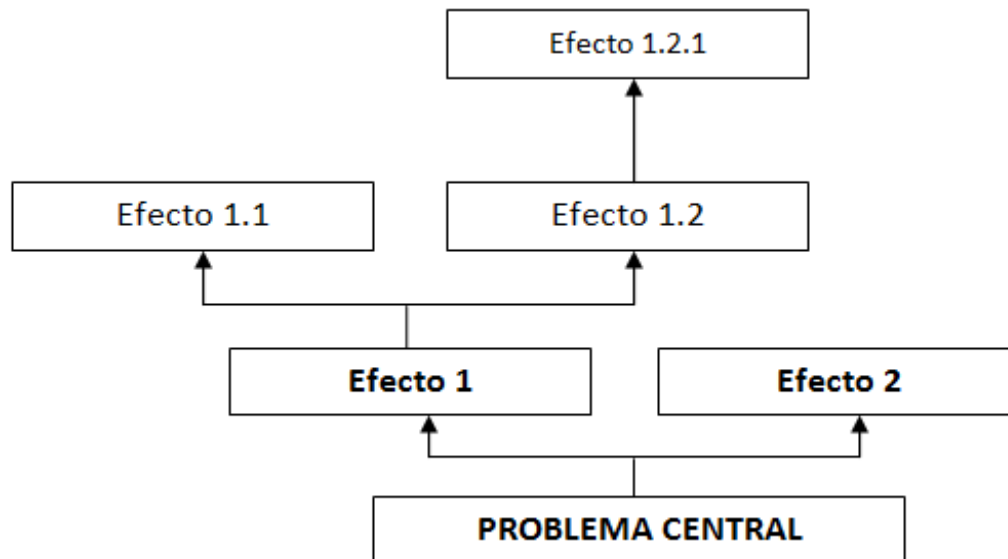 Efecto 1.2.1
Efecto 1.1
Efecto 1.2
Efecto 1
Efecto 2
PROBLEMA CENTRAL